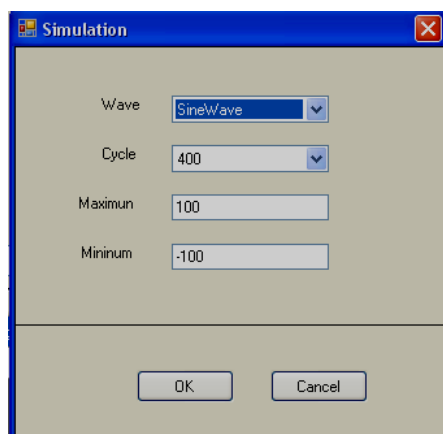 Simulation
Wave SineWave
Cycle 400
Maximun 100
Mininum -100
OK Cancel